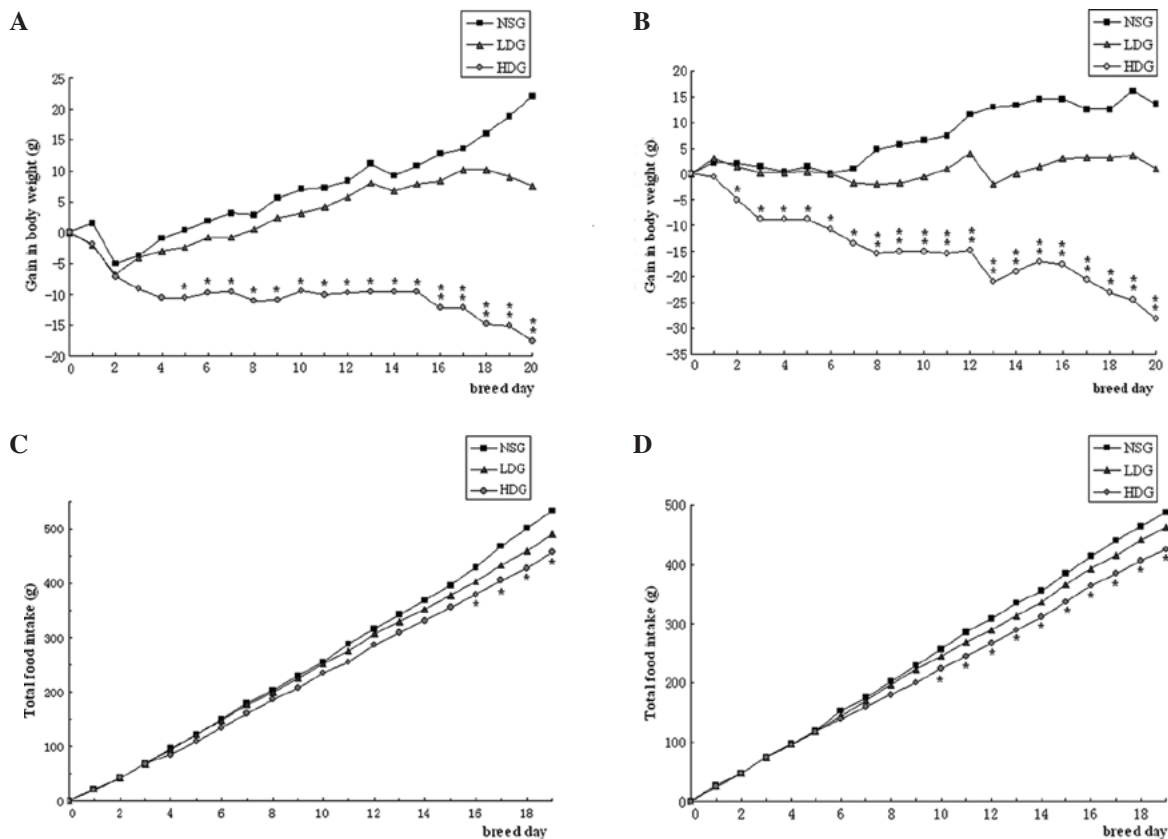 A
NSG
LDG
HDG
25
20
15
10
5
0
-5
-10
-15
-20
Gain in body weight (g)
* * * * * * * * * * * ** ** ** ** **
0 2 4 6 8 10 12 14 16 18 20
breed day
B
NSG
LDG
HDG
20
15
10
5
0
-5
-10
-15
-20
-25
-30
-35
Gain in body weight (g)
* * * * * * ** ** ** ** ** ** ** ** ** ** ** ** **
0 2 4 6 8 10 12 14 16 18 20
breed day
C
NSG
LDG
HDG
500
400
300
200
100
0
Total food intake (g)
* * * *
0 2 4 6 8 10 12 14 16 18
breed day
D
NSG
LDG
HDG
500
400
300
200
100
0
Total food intake (g)
* * * * * * * * * *
0 2 4 6 8 10 12 14 16 18
breed day